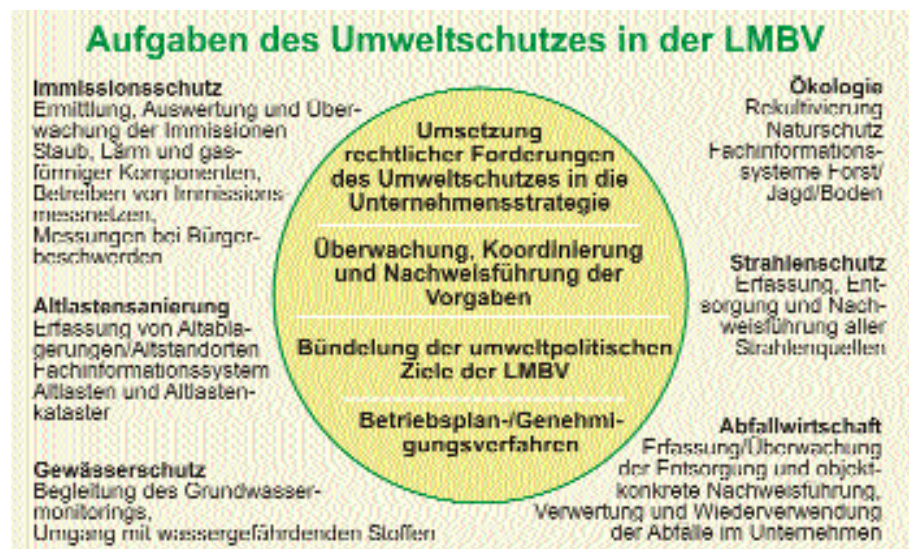 Aufgaben des Umweltschutzes in der LMBV
Immissionsschutz
Ermittlung, Auswertung und Über-
wachung der Immissionen
Staub, Lärm und gas-
förmiger Komponenten,
Betreiben von Immissions-
messnetzen,
Messungen bei Bürger-
beschwerden
Altlastensanierung
Erfassung von Altabla-
gerungen/Altstandorten
Fachinformationssystem
Altlasten und Altlasten-
kataster
Gewässerschutz
Begleitung des Grundwasser-
monitorings,
Umgang mit wassergefährdenden Stoffen
Umsetzung
rechtlicher Forderungen
des Umweltschutzes in die
Unternehmensstrategie
Überwachung, Koordinierung
und Nachweisführung der
Vorgaben
Bündelung der umweltpolitischen
Ziele der LMBV
Betriebsplan-/Genehmi-
gungsverfahren
Ökologie
Rekultivierung
Naturschutz
Fachinformations-
systeme Forst/
Jagd/Boden
Strahlenschutz
Erfassung, Ent-
sorgung und Nach-
weisführung aller
Strahlenquellen
Abfallwirtschaft
Erfassung/Überwachung
der Entsorgung und objekt-
konkrete Nachweisführung,
Verwertung und Wiederverwendung
der Abfälle im Unternehmen